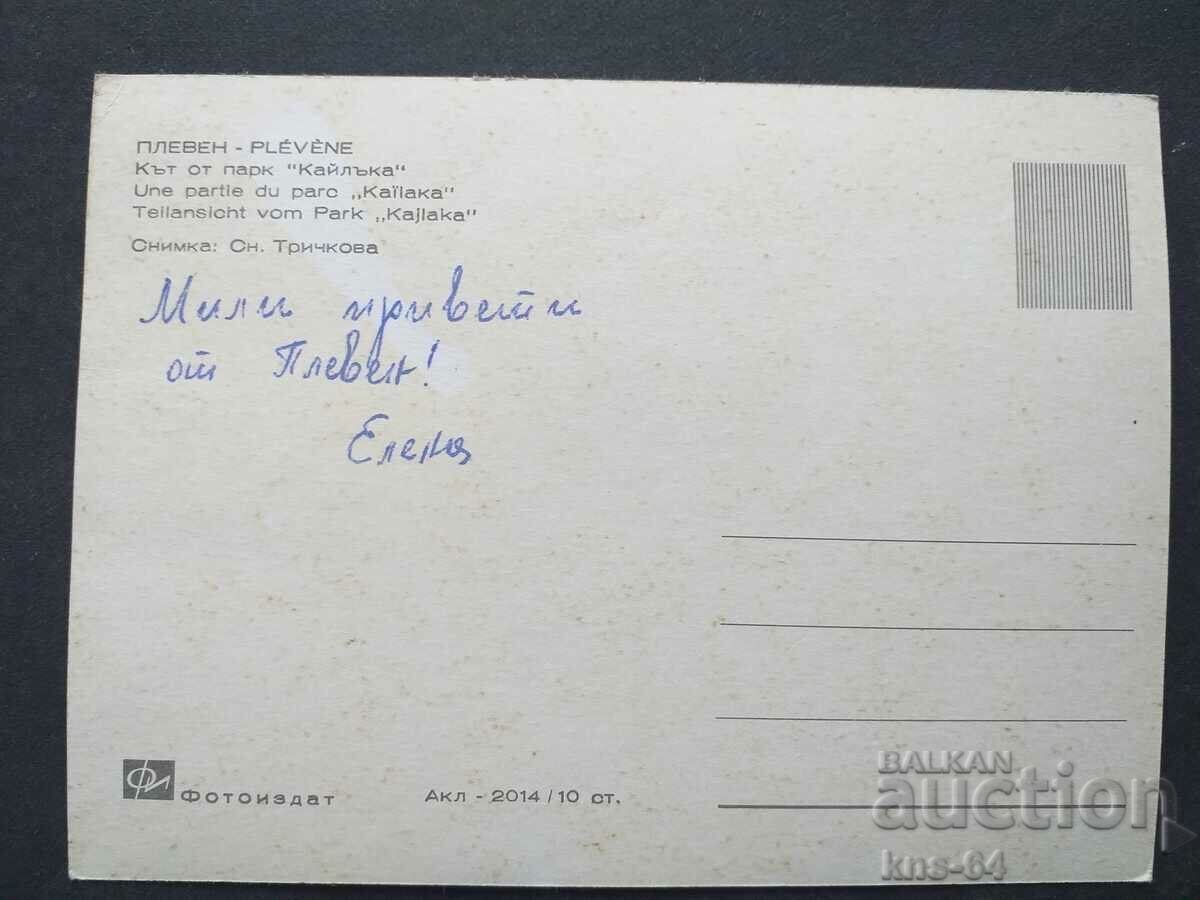 ПЛЕВЕН - PLÉVÈNE
Кът от парк "Кайлъка"
Une partie du parc „Kaïlaka"
Teilansicht vom Park „Kajlaka"
Снимка: Сн. Тричкова
Мили привети
от Плевен!
Елена
Фи Фотоиздат
Акл - 2014/10 ст.
BALKAN
auction
kns-64